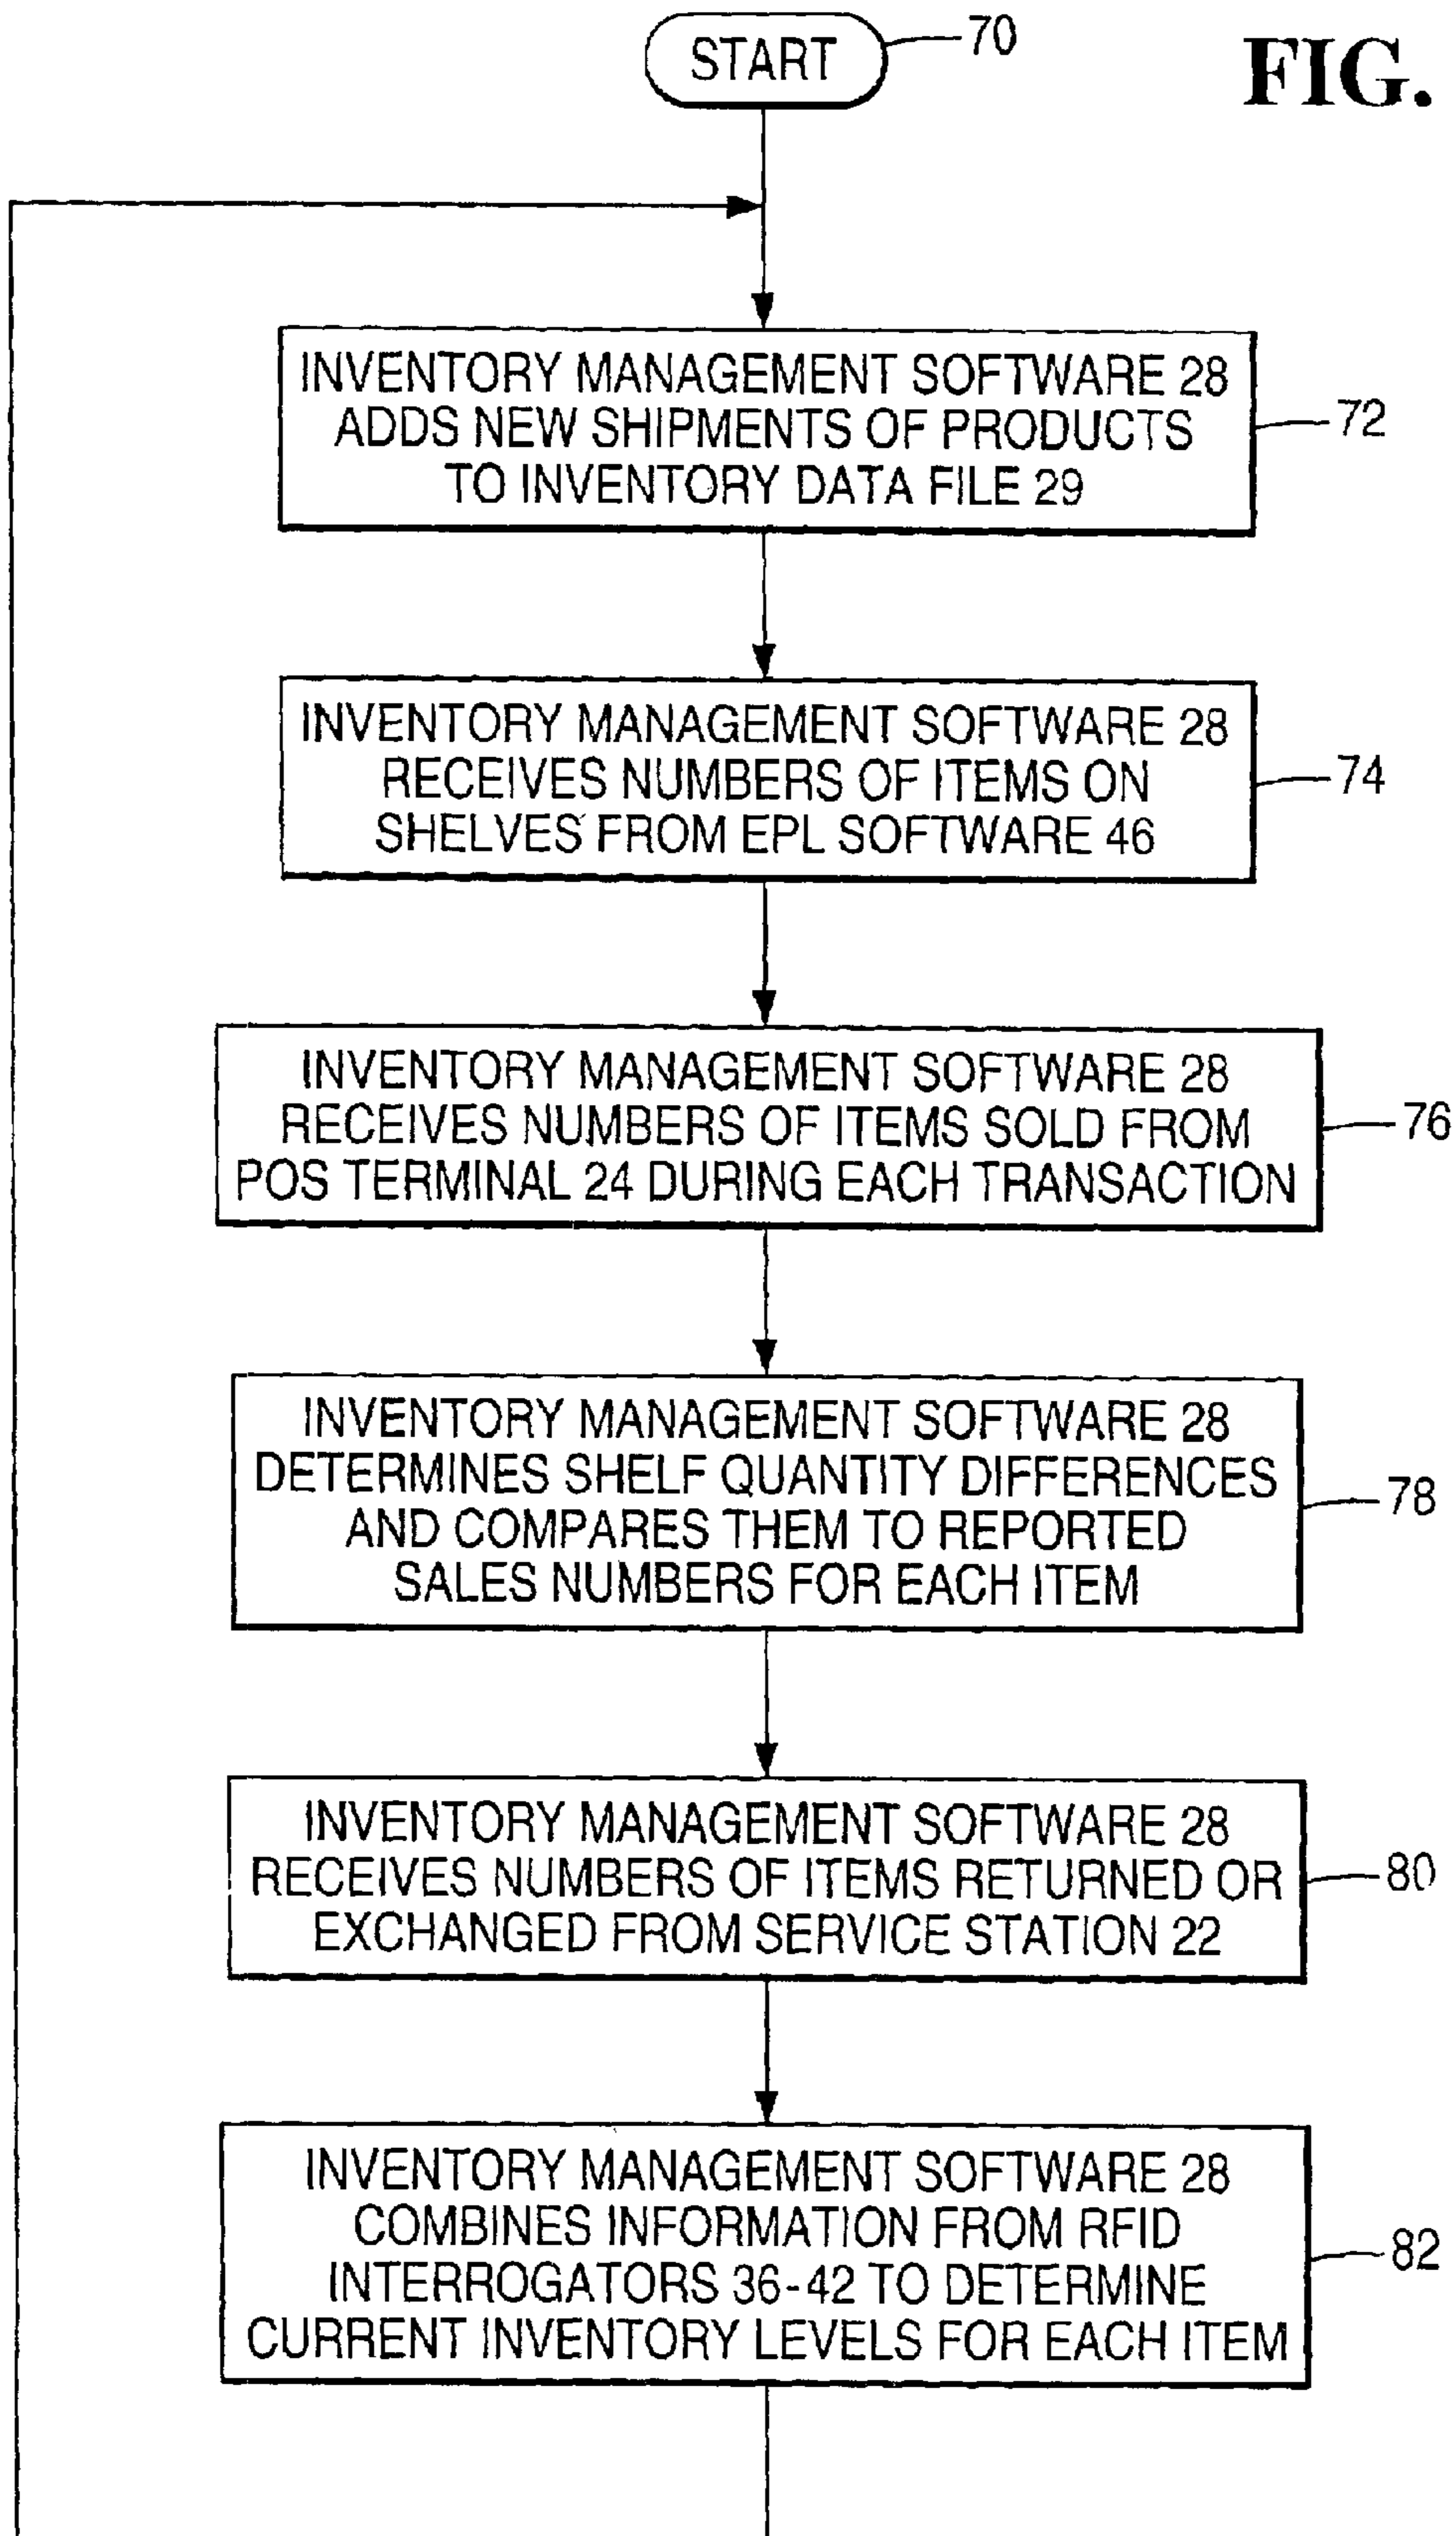 START
70
FIG.
INVENTORY MANAGEMENT SOFTWARE 28
ADDS NEW SHIPMENTS OF PRODUCTS
TO INVENTORY DATA FILE 29
72
INVENTORY MANAGEMENT SOFTWARE 28
RECEIVES NUMBERS OF ITEMS ON
SHELVES FROM EPL SOFTWARE 46
74
INVENTORY MANAGEMENT SOFTWARE 28
RECEIVES NUMBERS OF ITEMS SOLD FROM
POS TERMINAL 24 DURING EACH TRANSACTION
76
INVENTORY MANAGEMENT SOFTWARE 28
DETERMINES SHELF QUANTITY DIFFERENCES
AND COMPARES THEM TO REPORTED
SALES NUMBERS FOR EACH ITEM
78
INVENTORY MANAGEMENT SOFTWARE 28
RECEIVES NUMBERS OF ITEMS RETURNED OR
EXCHANGED FROM SERVICE STATION 22
80
INVENTORY MANAGEMENT SOFTWARE 28
COMBINES INFORMATION FROM RFID
INTERROGATORS 36-42 TO DETERMINE
CURRENT INVENTORY LEVELS FOR EACH ITEM
82